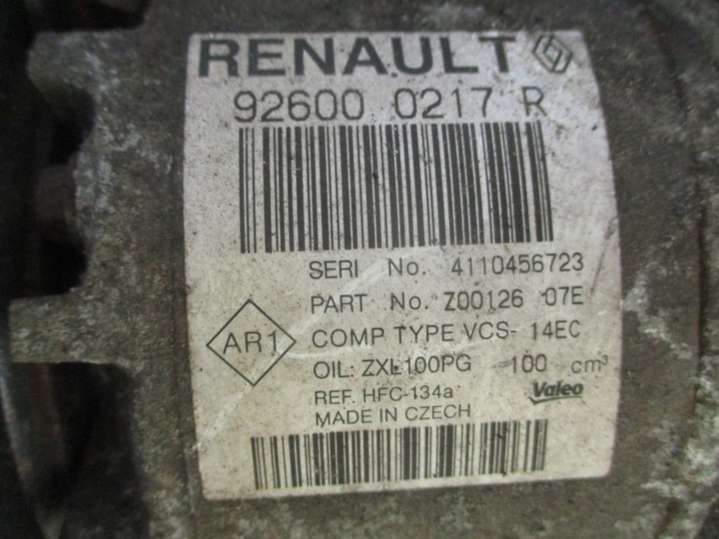 RENAULT
92600 0217 R
SERI No. 4110456723
PART No. Z00126 07E
AR1
COMP TYPE VCS- 14EC
OIL: ZXL100PG 100 cm³
REF. HFC-134a
Valeo
MADE IN CZECH